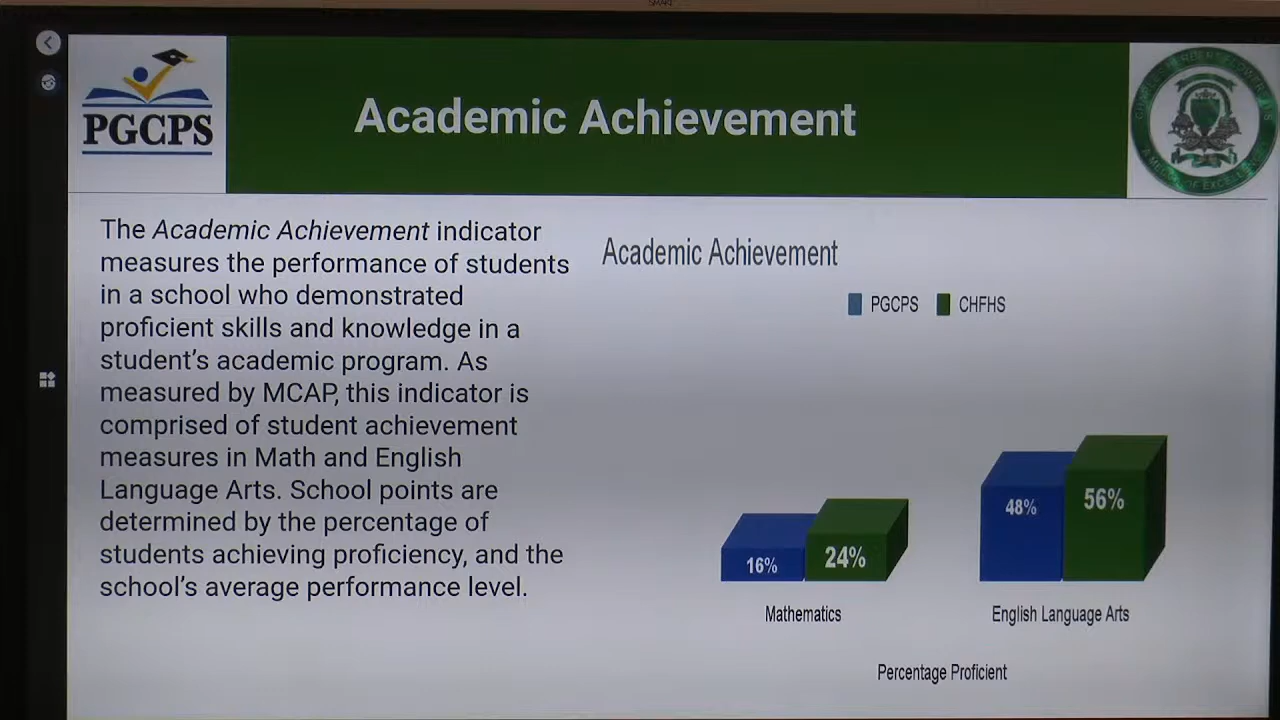 SMART
PGCPS
Academic Achievement
The Academic Achievement indicator
measures the performance of students
in a school who demonstrated
proficient skills and knowledge in a
student's academic program. As
measured by MCAP, this indicator is
comprised of student achievement
measures in Math and English
Language Arts. School points are
determined by the percentage of
students achieving proficiency, and the
school's average performance level.
Academic Achievement
PGCPS CHFHS
16% 24% 48% 56%
Mathematics English Language Arts
Percentage Proficient